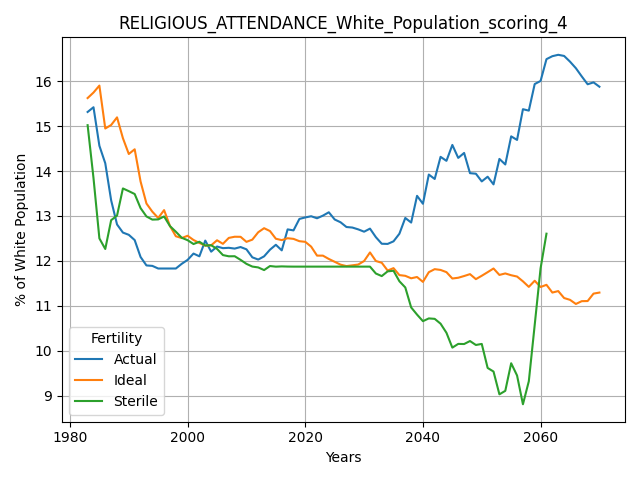 RELIGIOUS_ATTENDANCE_White_Population_scoring_4
% of White Population
16
15
14
13
12
11
10
9
Fertility
Actual
Ideal
Sterile
1980 2000 2020 2040 2060
Years